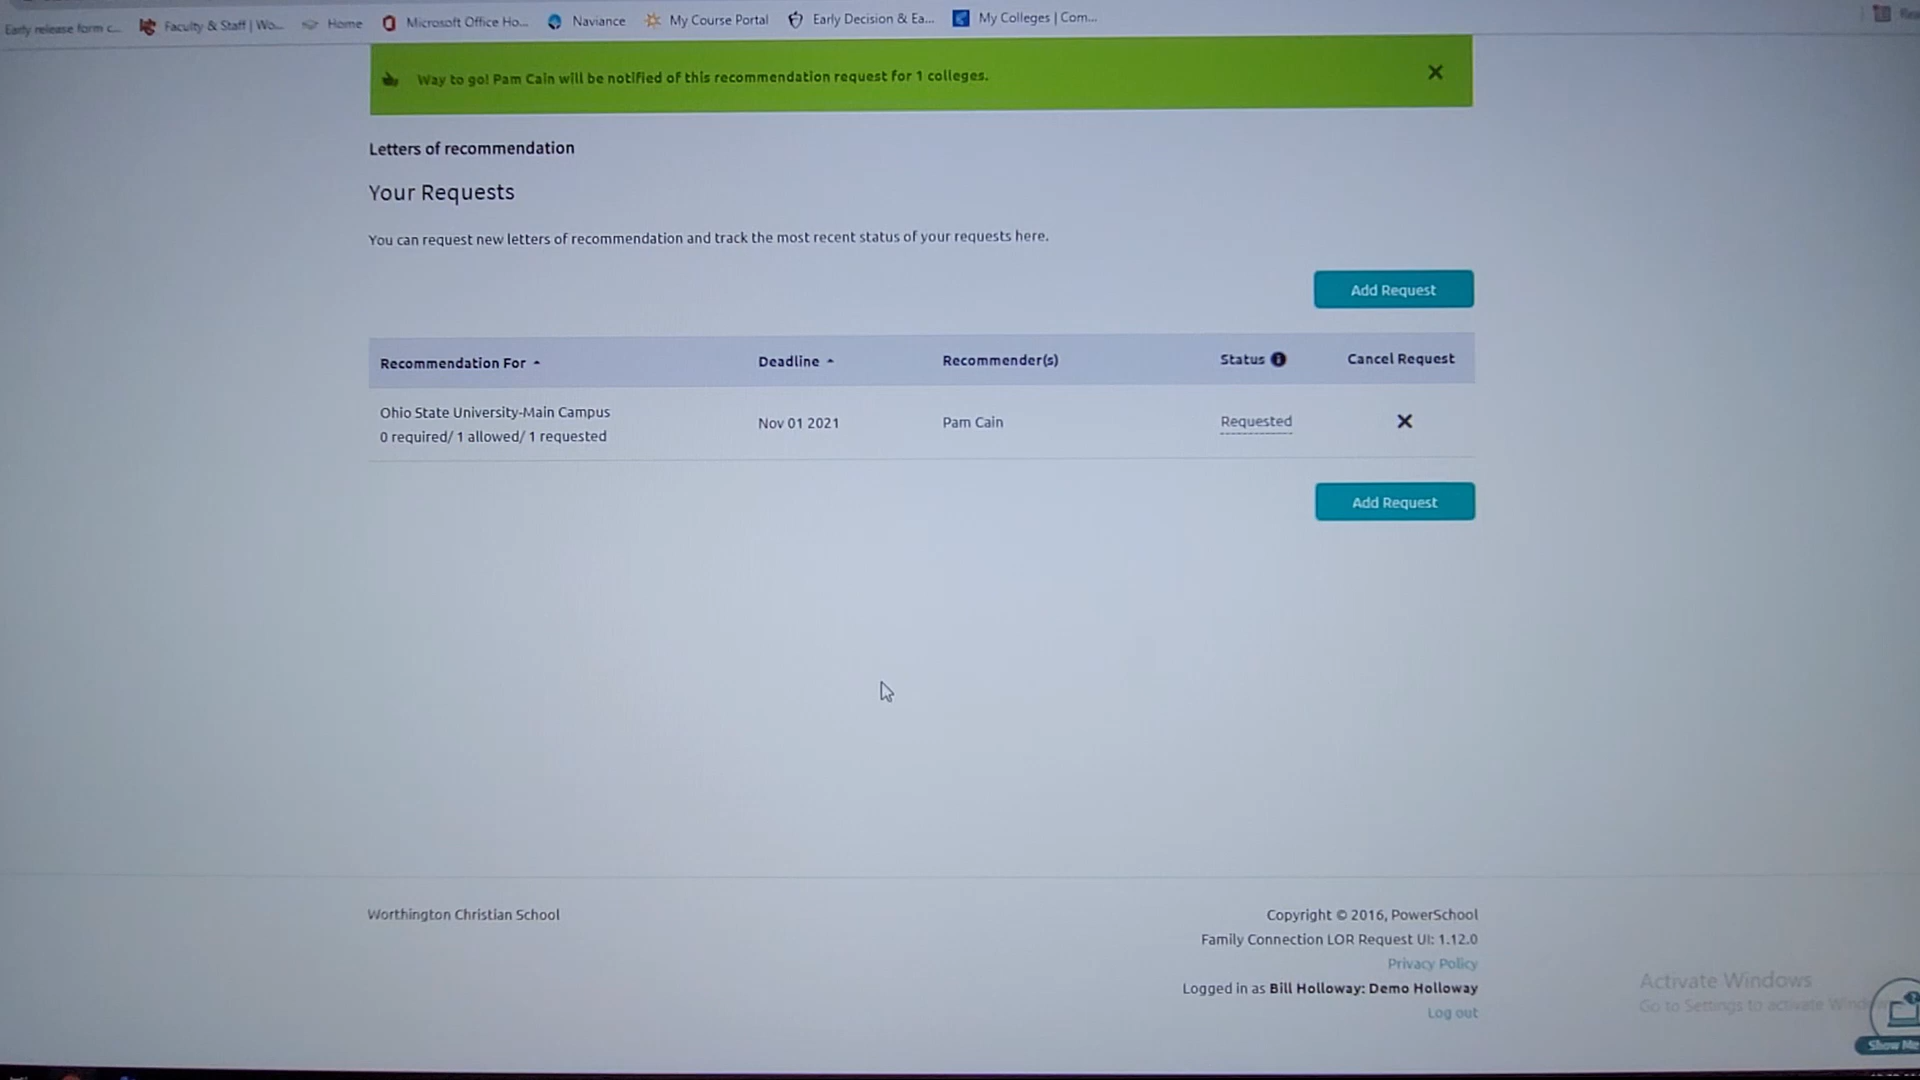 Early release form c...
Faculty & Staff | Wo...
Home
Microsoft Office Ho...
Naviance
My Course Portal
Early Decision & Ea...
My Colleges | Com...
Way to go! Pam Cain will be notified of this recommendation request for 1 colleges.
Letters of recommendation
Your Requests
You can request new letters of recommendation and track the most recent status of your requests here.
Add Request
Recommendation For Deadline Recommender(s) Status Cancel Request
Ohio State University-Main Campus
0 required/ 1 allowed/ 1 requested
Nov 01 2021 Pam Cain Requested
Add Request
Worthington Christian School
Copyright © 2016, PowerSchool
Family Connection LOR Request UI: 1.12.0
Privacy Policy
Logged in as Bill Holloway: Demo Holloway
Log out
Activate Windows
Go to Settings to activate
Show Me